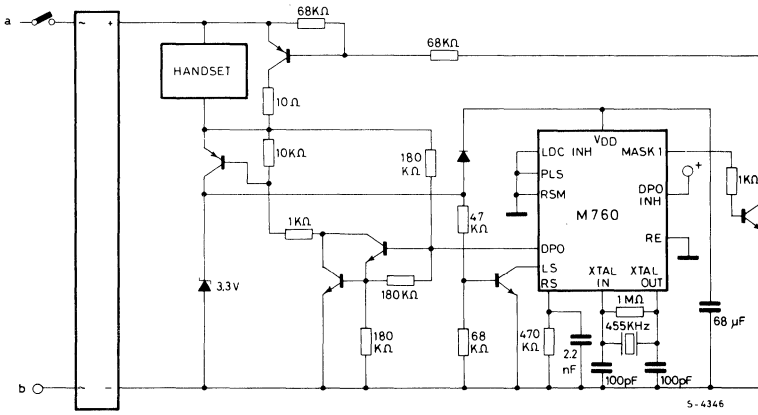 a
~
+
68KΩ
68KΩ
HANDSET
10Ω
10KΩ
180
KΩ
LDC INH
VDD
MASK 1
PLS
RSM
1KΩ
DPO
INH
+
M760
47
KΩ
1KΩ
DPO
RE
LS
RS
XTAL
IN
XTAL
OUT
3,3V
180KΩ
1MΩ
455KHz
68 µF
180
KΩ
68
KΩ
470
KΩ
2.2
nF
100pF
100pF
b
~
-
S-4346